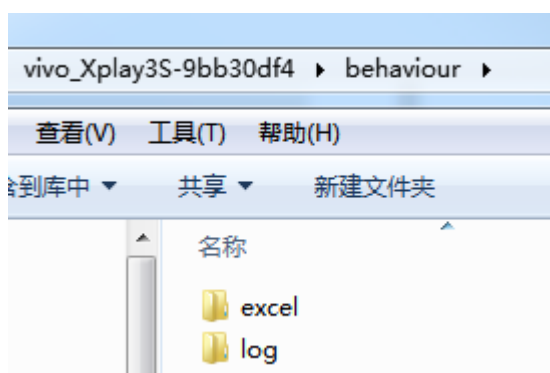 vivo_Xplay3S-9bb30df4 ▸ behaviour ▸
查看(V) 工具(T) 帮助(H)
含到库中 ▼ 共享 ▼ 新建文件夹
名称
excel
log